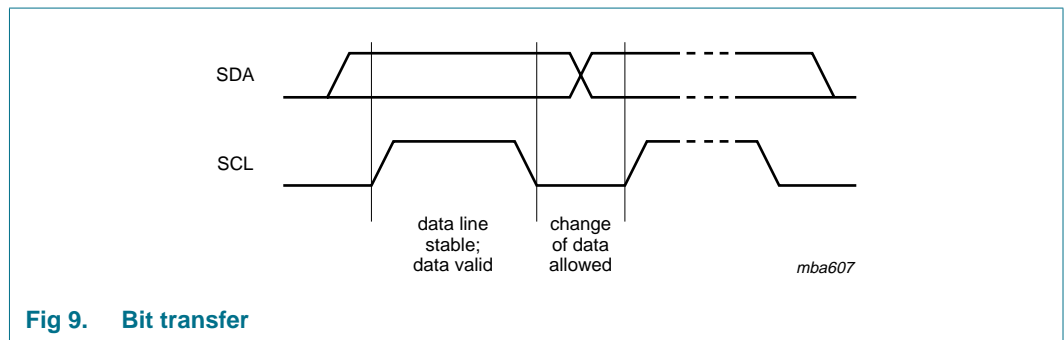 SDA
SCL
data line
stable;
data valid
change
of data
allowed
mba607
Fig 9. Bit transfer